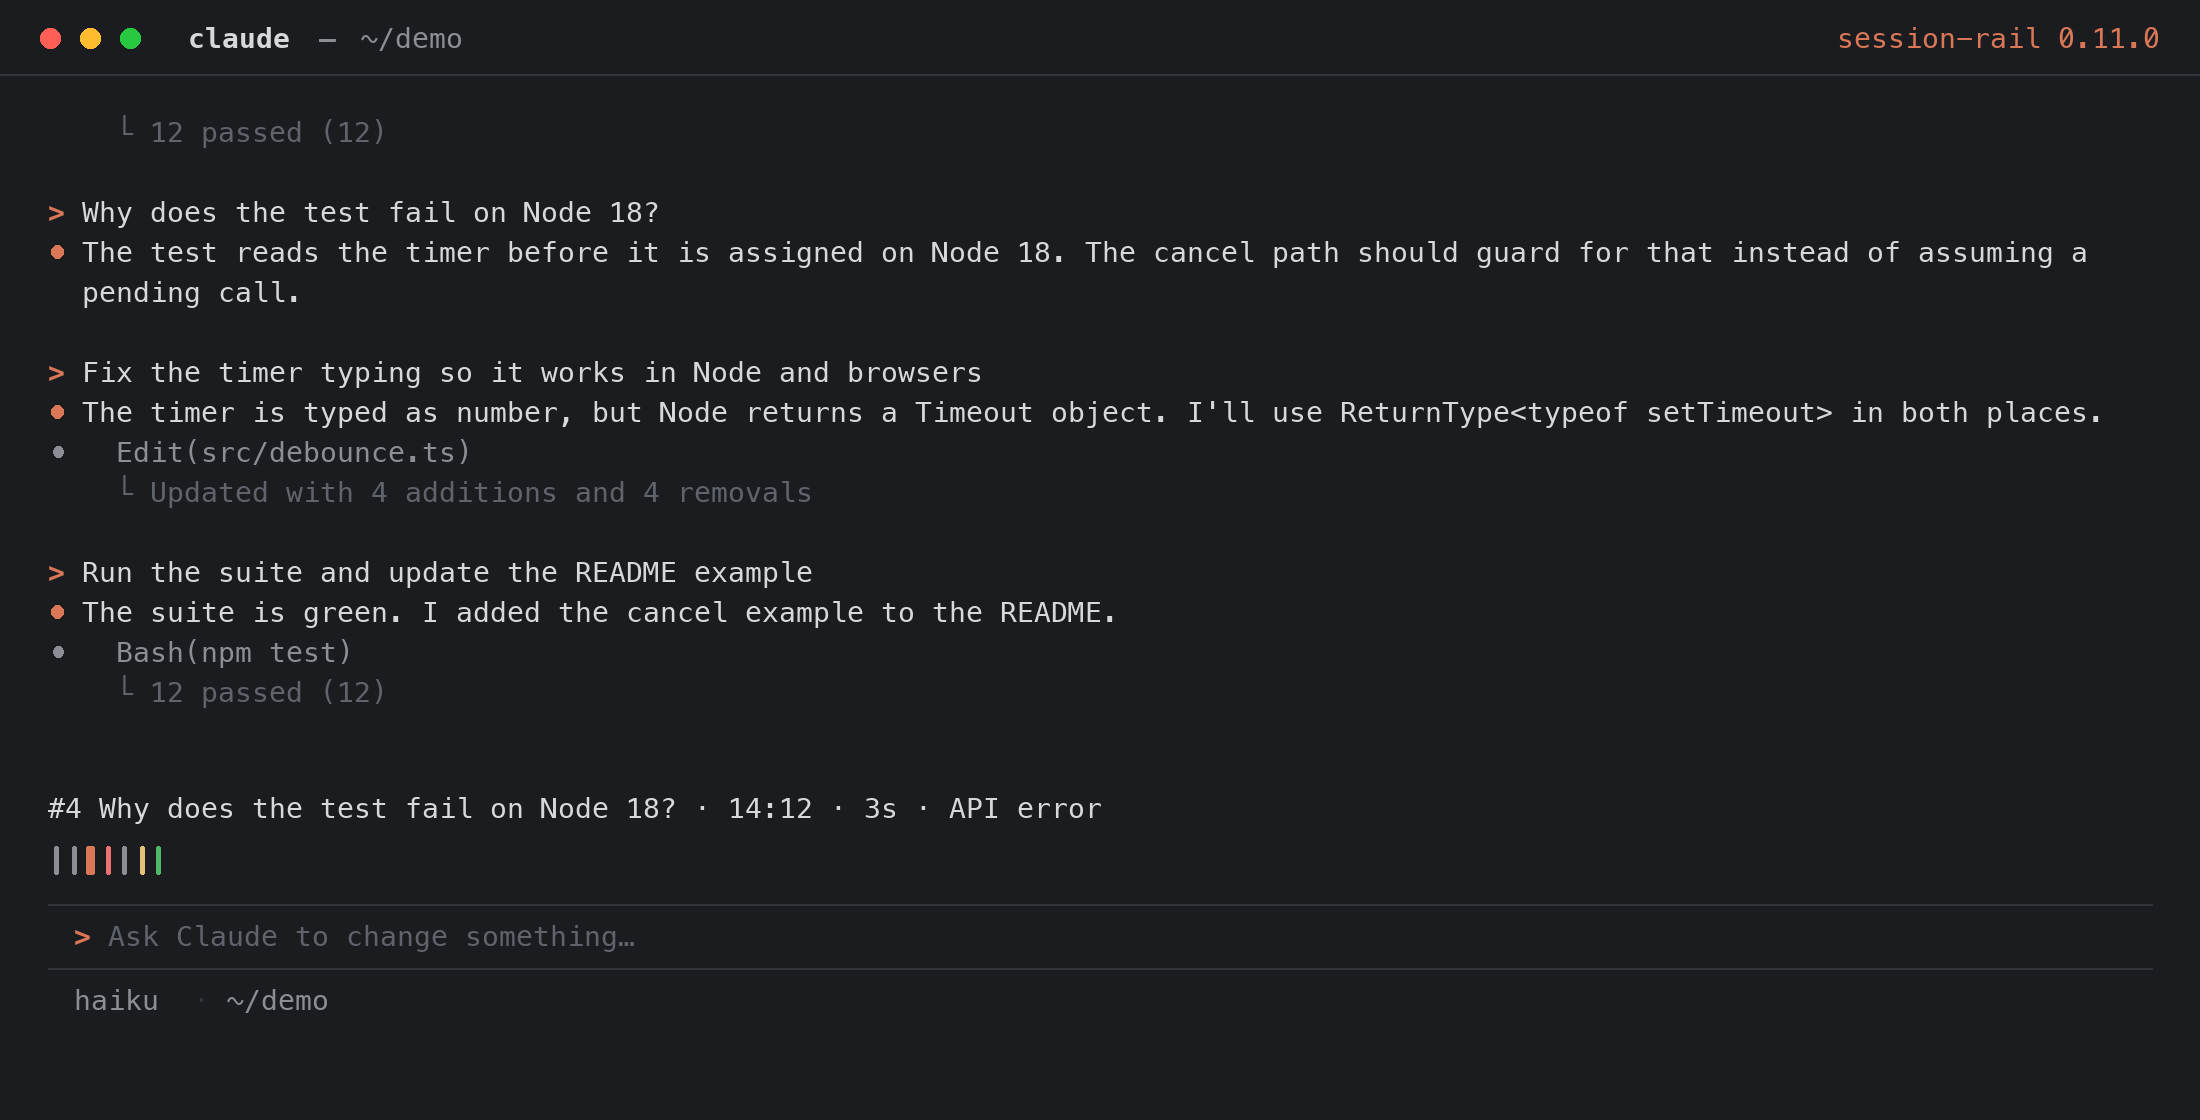 claude — ~/demo
session-rail 0.11.0
└ 12 passed (12)
> Why does the test fail on Node 18?
● The test reads the timer before it is assigned on Node 18. The cancel path should guard for that instead of assuming a
pending call.
> Fix the timer typing so it works in Node and browsers
● The timer is typed as number, but Node returns a Timeout object. I'll use ReturnType<typeof setTimeout> in both places.
● Edit(src/debounce.ts)
└ Updated with 4 additions and 4 removals
> Run the suite and update the README example
● The suite is green. I added the cancel example to the README.
● Bash(npm test)
└ 12 passed (12)
#4 Why does the test fail on Node 18? · 14:12 · 3s · API error
> Ask Claude to change something…
haiku · ~/demo